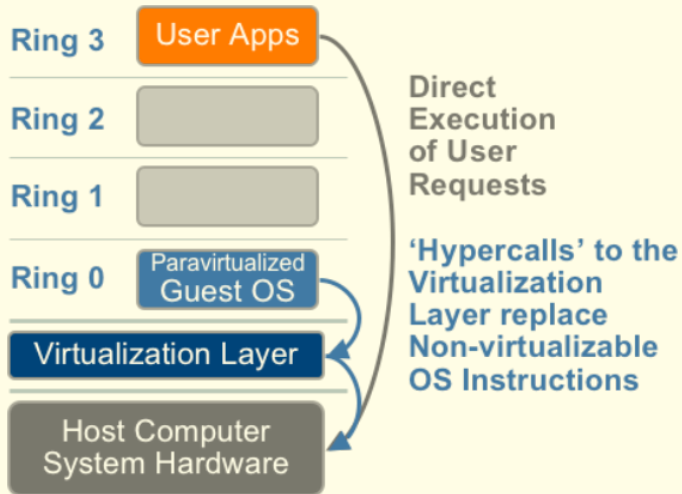 Ring 3
User Apps
Ring 2
Ring 1
Ring 0
Paravirtualized
Guest OS
Virtualization Layer
Host Computer
System Hardware
Direct
Execution
of User
Requests
‘Hypercalls’ to the
Virtualization
Layer replace
Non-virtualizable
OS Instructions